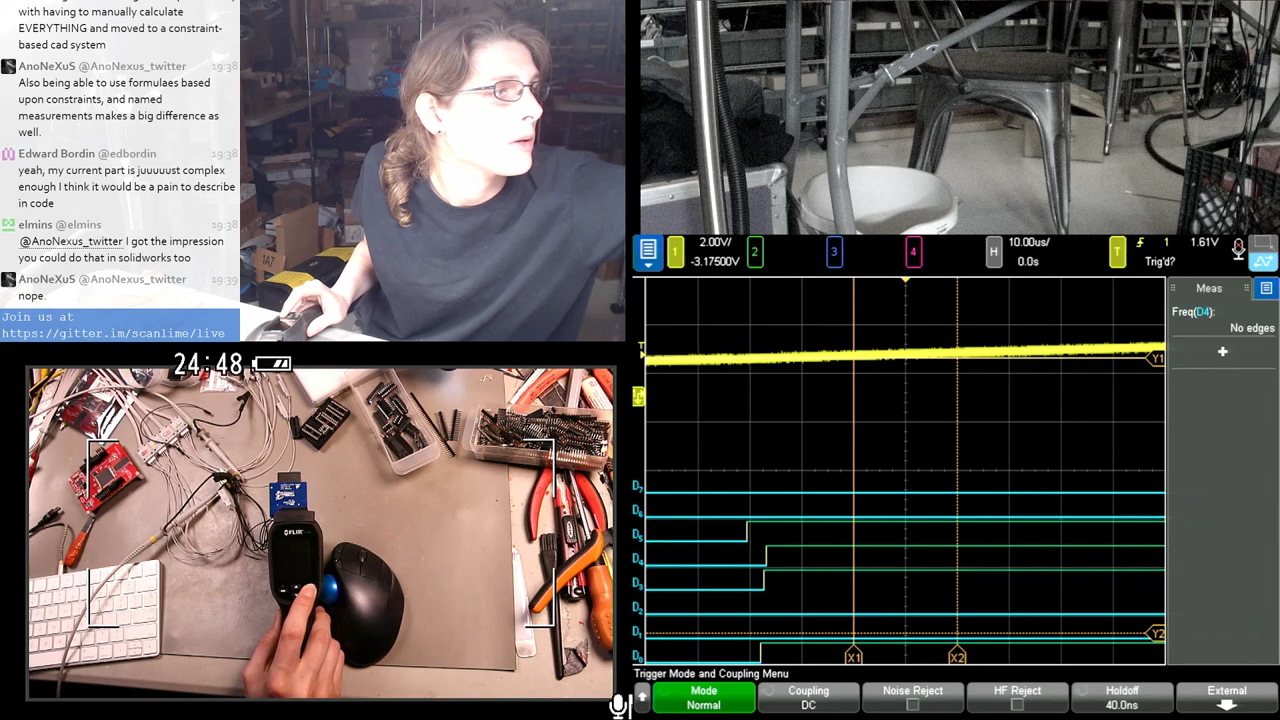 with having to manually calculate
EVERYTHING and moved to a constraint-
based cad system
AnoNeXuS @AnoNexus_twitter 19:38
Also being able to use formulaes based
upon constraints, and named
measurements makes a big difference as
well.
Edward Bordin @edbordin 19:38
yeah, my current part is juuuust complex
enough I think it would be a pain to describe
in code
elmins @elmins 19:38
@AnoNexus_twitter I got the impression
you could do that in solidworks too
AnoNeXuS @AnoNexus_twitter 19:39
nope.
Join us at
https://gitter.im/scanlime/live
24:48
FLIR
1 2.00V/ 2 3 4 H 10.00us/ T 1 1.61V
-3.17500V 0.0s Trig'd?
Meas
Freq(D4):
No edges
+
T
Y1
D7
D6
D5
D4
D3
D2
D1
Y2
D0
X1 X2
Trigger Mode and Coupling Menu
Mode Coupling Noise Reject HF Reject Holdoff External
Normal DC 40.0ns